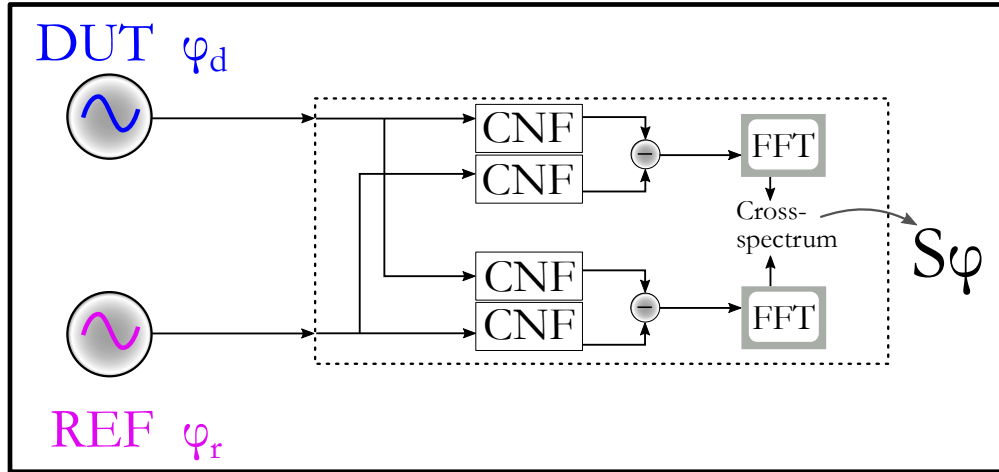 DUT φd
CNF
CNF
−
FFT
Cross-
spectrum
Sφ
CNF
CNF
−
FFT
REF φr